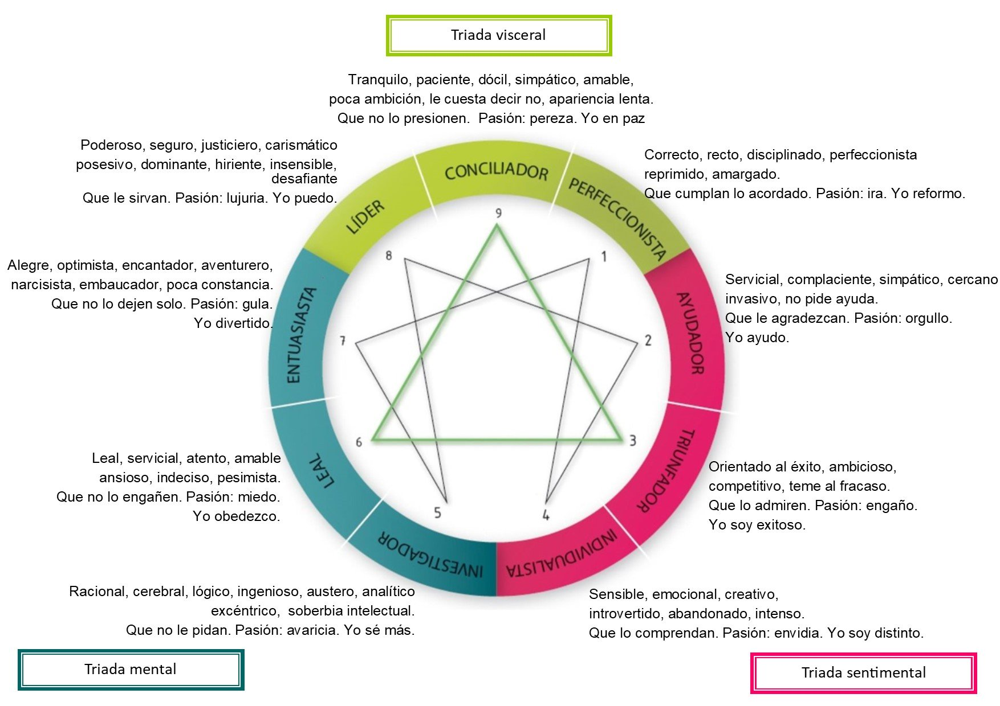 Triada visceral
Tranquilo, paciente, dócil, simpático, amable,
poca ambición, le cuesta decir no, apariencia lenta.
Que no lo presionen.  Pasión: pereza. Yo en paz
Poderoso, seguro, justiciero, carismático
posesivo, dominante, hiriente, insensible,
desafiante
Que le sirvan. Pasión: lujuria. Yo puedo.
Correcto, recto, disciplinado, perfeccionista
reprimido, amargado.
Que cumplan lo acordado. Pasión: ira. Yo reformo.
CONCILIADOR
PERFECCIONISTA
LÍDER
9
8
1
Alegre, optimista, encantador, aventurero,
narcisista, embaucador, poca constancia.
Que no lo dejen solo. Pasión: gula.
Yo divertido.
ENTUASIASTA
AYUDADOR
Servicial, complaciente, simpático, cercano
invasivo, no pide ayuda.
Que le agradezcan. Pasión: orgullo.
Yo ayudo.
7
2
6
3
Leal, servicial, atento, amable
ansioso, indeciso, pesimista.
Que no lo engañen. Pasión: miedo.
Yo obedezco.
LEAL
TRIUNFADOR
Orientado al éxito, ambicioso,
competitivo, teme al fracaso.
Que lo admiren. Pasión: engaño.
Yo soy exitoso.
5
4
INVESTIGADOR
INDIVIDUALISTA
Racional, cerebral, lógico, ingenioso, austero, analítico
excéntrico,  soberbia intelectual.
Que no le pidan. Pasión: avaricia. Yo sé más.
Sensible, emocional, creativo,
introvertido, abandonado, intenso.
Que lo comprendan. Pasión: envidia. Yo soy distinto.
Triada mental
Triada sentimental